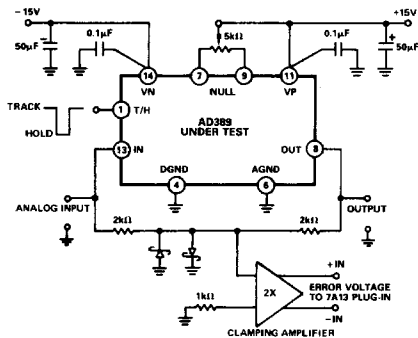 -15V
+15V
50μF
0.1μF
5kΩ
0.1μF
+
50μF
14
7
9
11
VN
NULL
VP
TRACK
HOLD
1
T/H
AD389
UNDER TEST
13
IN
OUT
8
DGND
AGND
4
6
ANALOG INPUT
OUTPUT
2kΩ
2kΩ
+IN
1kΩ
2X
ERROR VOLTAGE
TO 7A13 PLUG-IN
-IN
CLAMPING AMPLIFIER